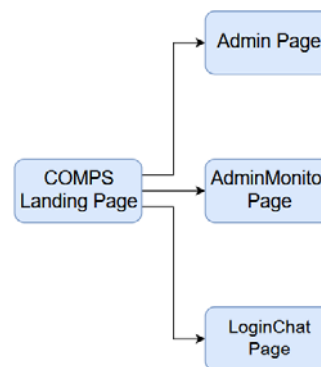 Admin Page
COMPS
Landing Page
AdminMonito
Page
LoginChat
Page